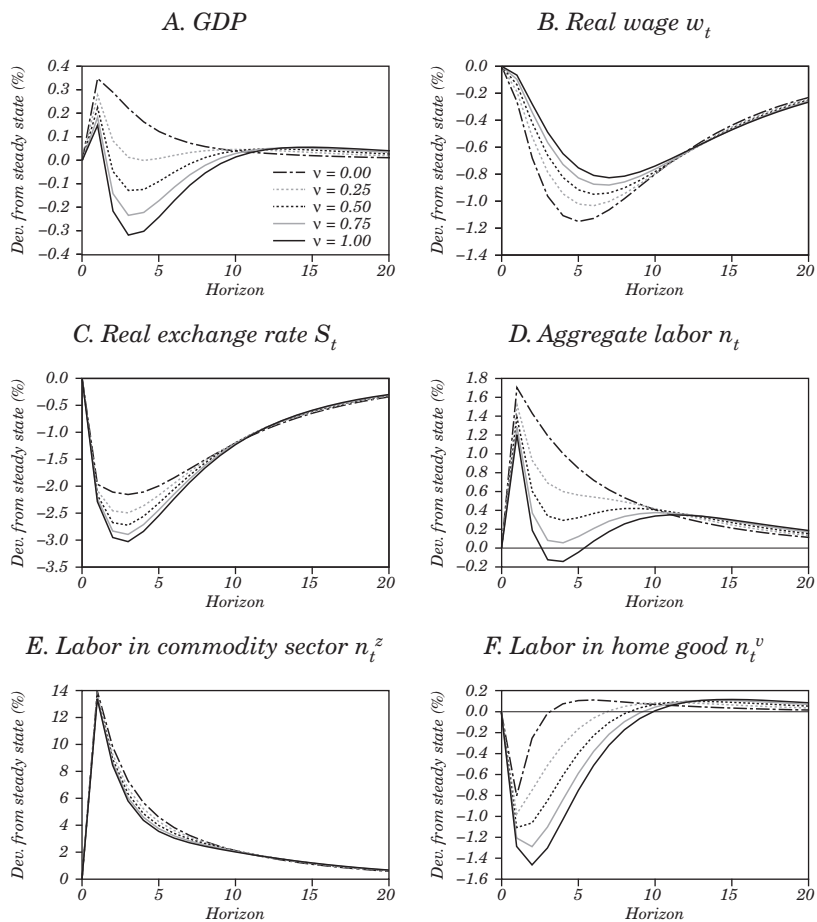 A. GDP
Dev. from steady state (%)
0.4
0.3
0.2
0.1
0.0
−0.1
−0.2
−0.3
−0.4
ν = 0.00
ν = 0.25
ν = 0.50
ν = 0.75
ν = 1.00
0 5 10 15 20
Horizon
B. Real wage wₜ
Dev. from steady state (%)
0.0
−0.2
−0.4
−0.6
−0.8
−1.0
−1.2
−1.4
0 5 10 15 20
Horizon
C. Real exchange rate Sₜ
Dev. from steady state (%)
0.0
−0.5
−1.0
−1.5
−2.0
−2.5
−3.0
−3.5
0 5 10 15 20
Horizon
D. Aggregate labor nₜ
Dev. from steady state (%)
1.8
1.6
1.4
1.2
1.0
0.8
0.6
0.4
0.2
0.0
−0.2
0 5 10 15 20
Horizon
E. Labor in commodity sector nₜᶻ
Dev. from steady state (%)
14
12
10
8
6
4
2
0
0 5 10 15 20
Horizon
F. Labor in home good nₜᵛ
Dev. from steady state (%)
0.2
0.0
−0.2
−0.4
−0.6
−0.8
−1.0
−1.2
−1.4
−1.6
0 5 10 15 20
Horizon